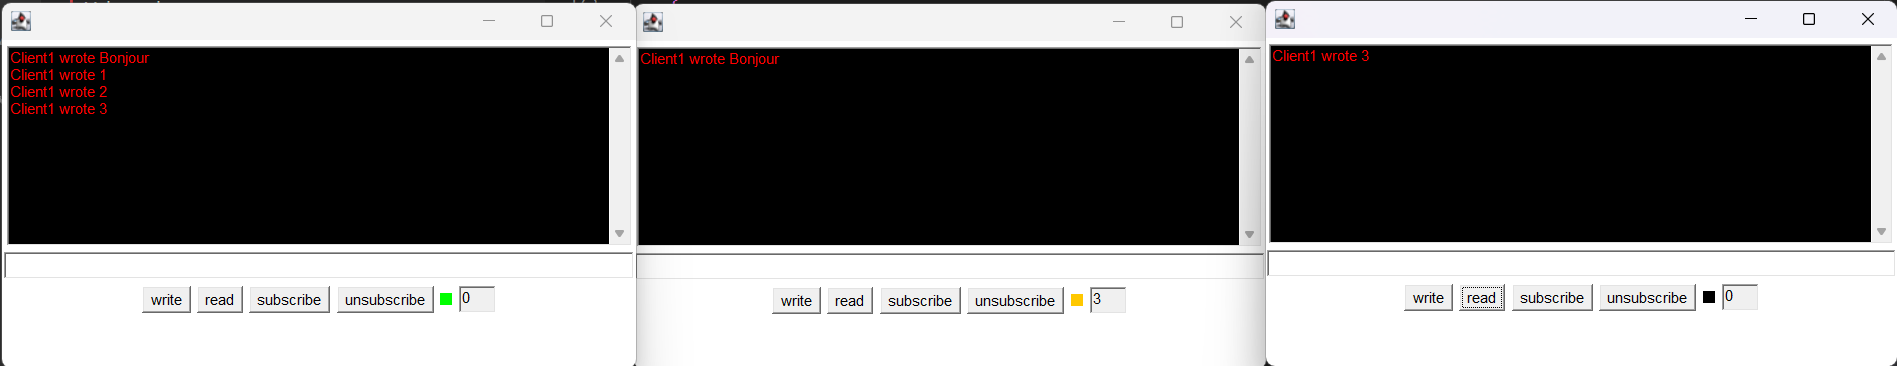 Client1 wrote Bonjour
Client1 wrote 1
Client1 wrote 2
Client1 wrote 3
write read subscribe unsubscribe 0
Client1 wrote Bonjour
write read subscribe unsubscribe 3
Client1 wrote 3
write read subscribe unsubscribe 0